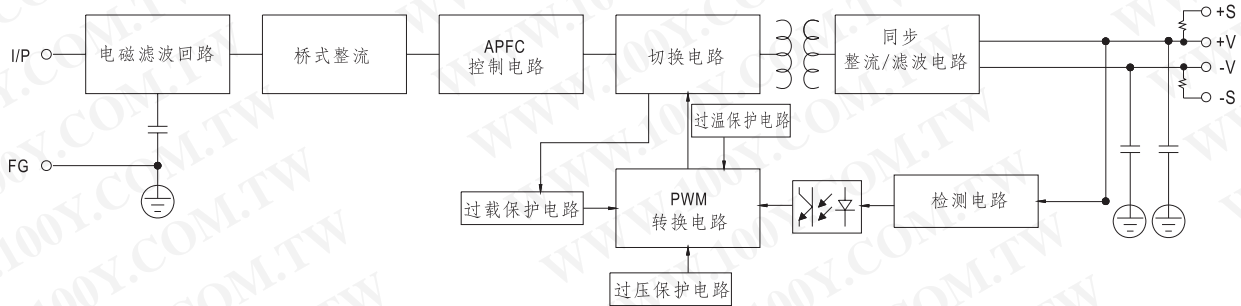 +S
I/P
电磁滤波回路
桥式整流
APFC
控制电路
切换电路
同步
整流/滤波电路
+V
-V
-S
过温保护电路
FG
过载保护电路
PWM
转换电路
检测电路
过压保护电路
WWW.100Y.COM.TW